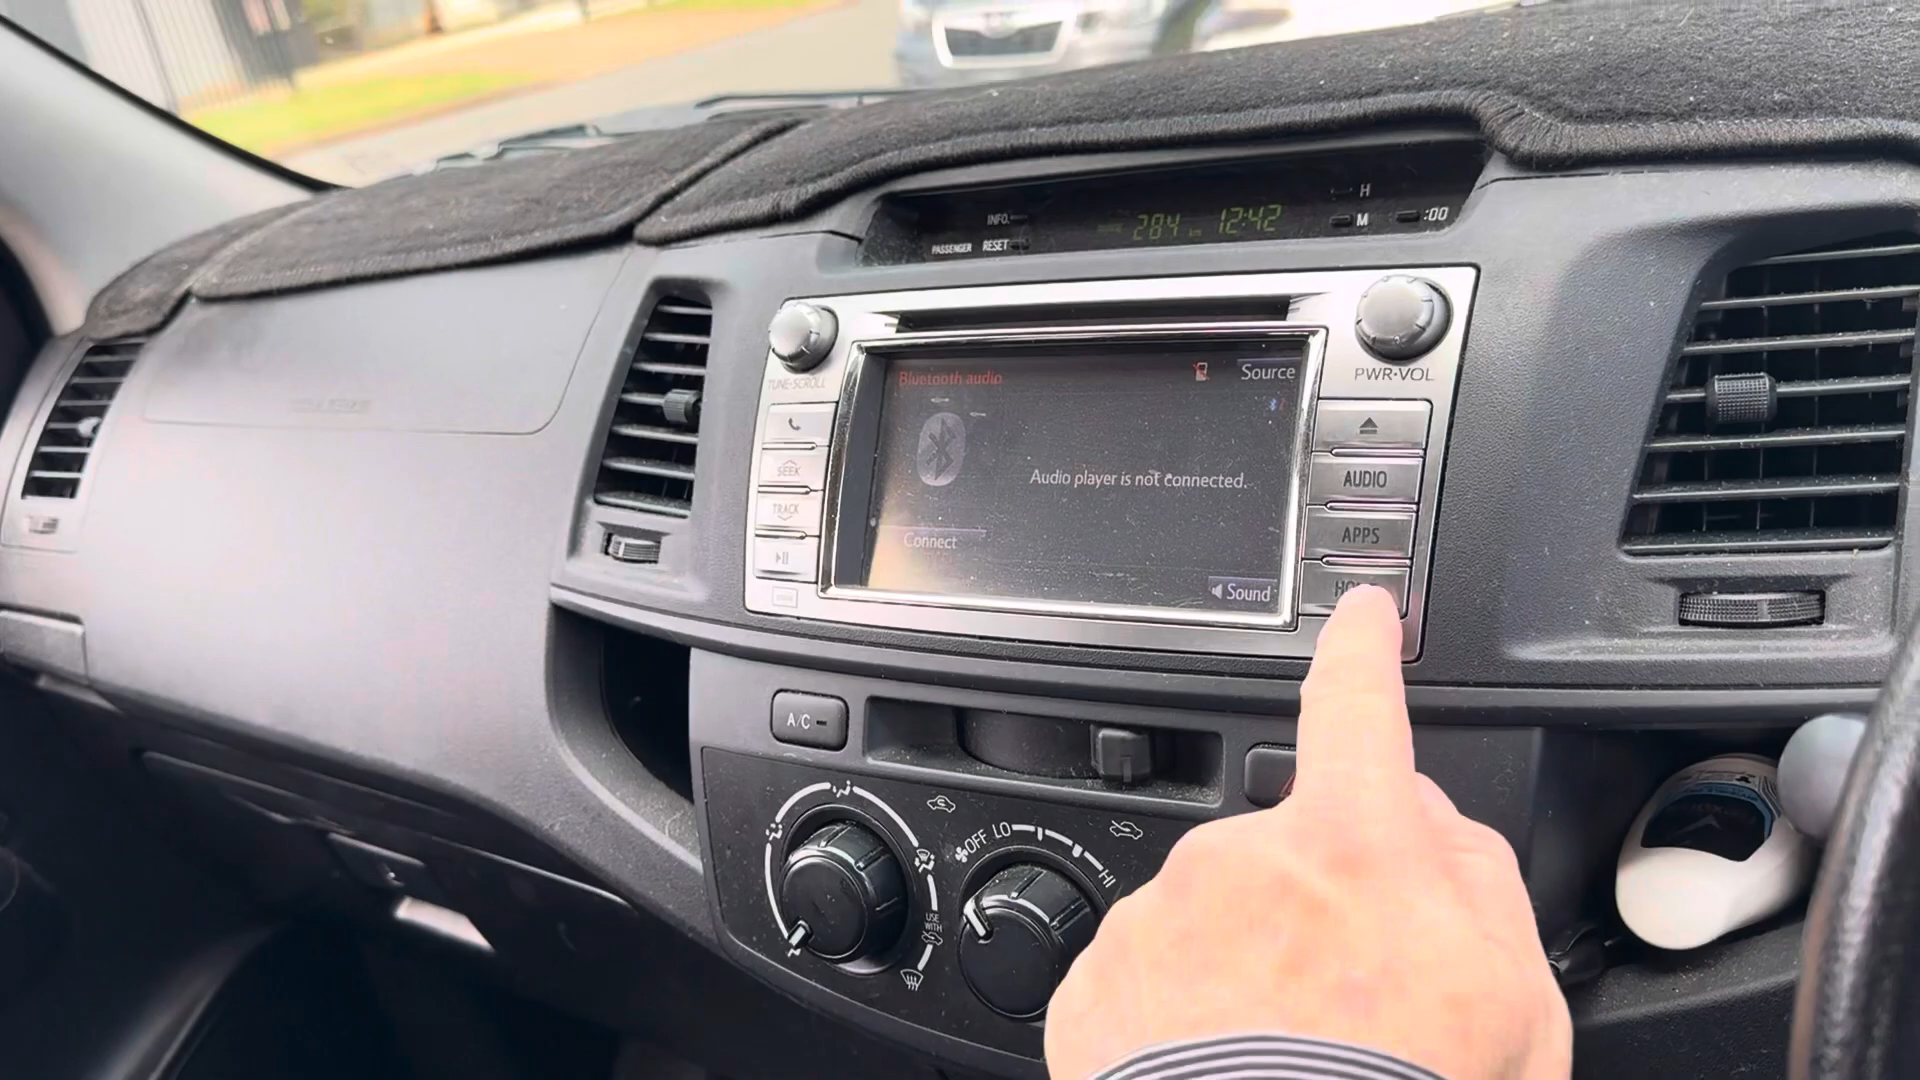 INFO.
284 km 12:42
H
M
:00
PASSENGER
RESET
TUNE·SCROLL
PWR·VOL
Bluetooth audio
Source
SEEK
TRACK
Audio player is not connected.
AUDIO
APPS
Connect
Sound
A/C
OFF LO
HI
USE
WITH